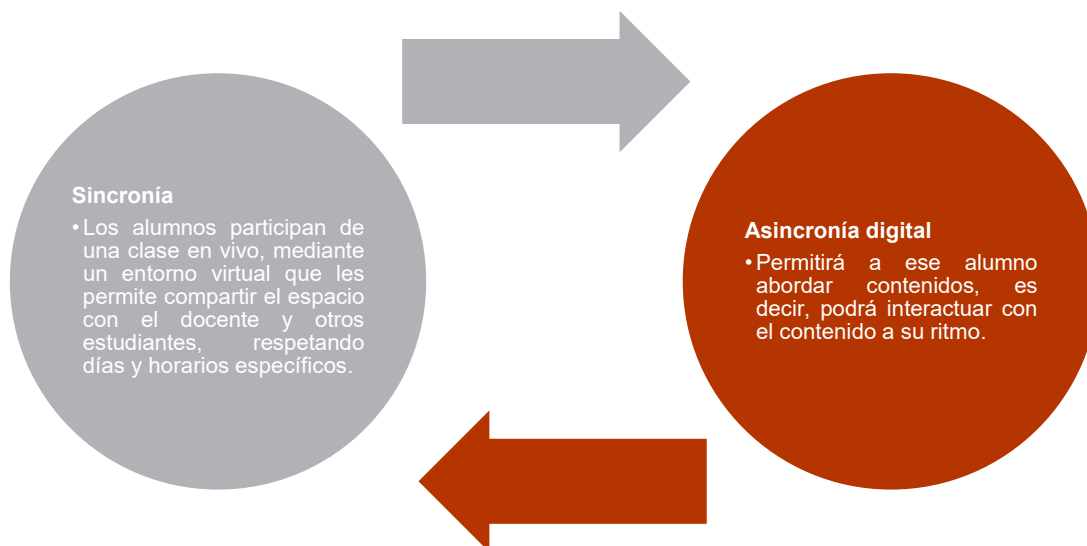 Sincronía
• Los alumnos participan de
una clase en vivo, mediante
un entorno virtual que les
permite compartir el espacio
con el docente y otros
estudiantes, respetando
días y horarios específicos.
Asincronía digital
• Permitirá a ese alumno
abordar contenidos, es
decir, podrá interactuar con
el contenido a su ritmo.